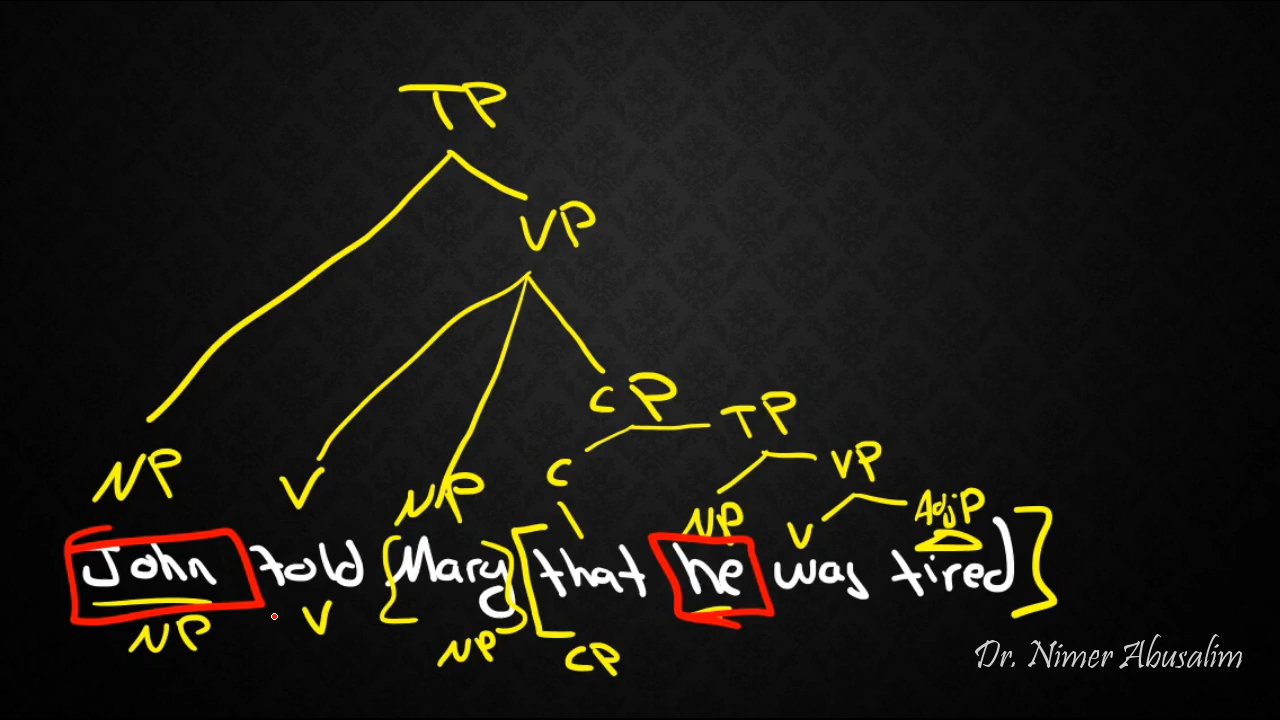 TP
VP
CP TP
C VP
NP V NP NP V AdjP
John told [Mary] [that he was tired]
NP V NP CP
Dr. Nimer Abusalim